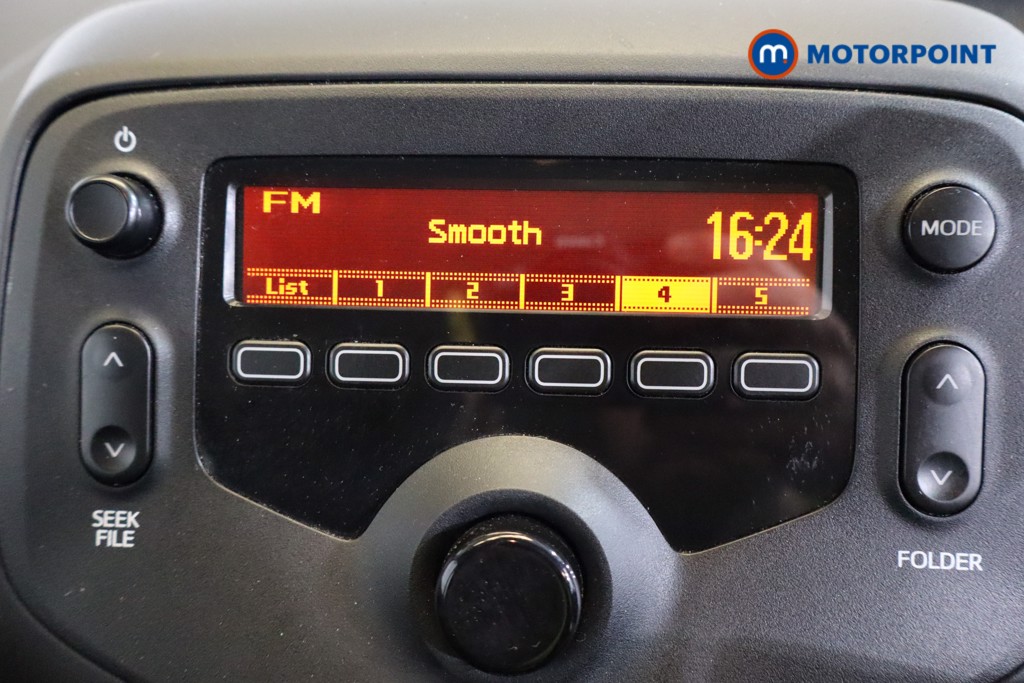 m MOTORPOINT
FM
Smooth 16:24
List 1 2 3 4 5
MODE
SEEK
FILE
FOLDER